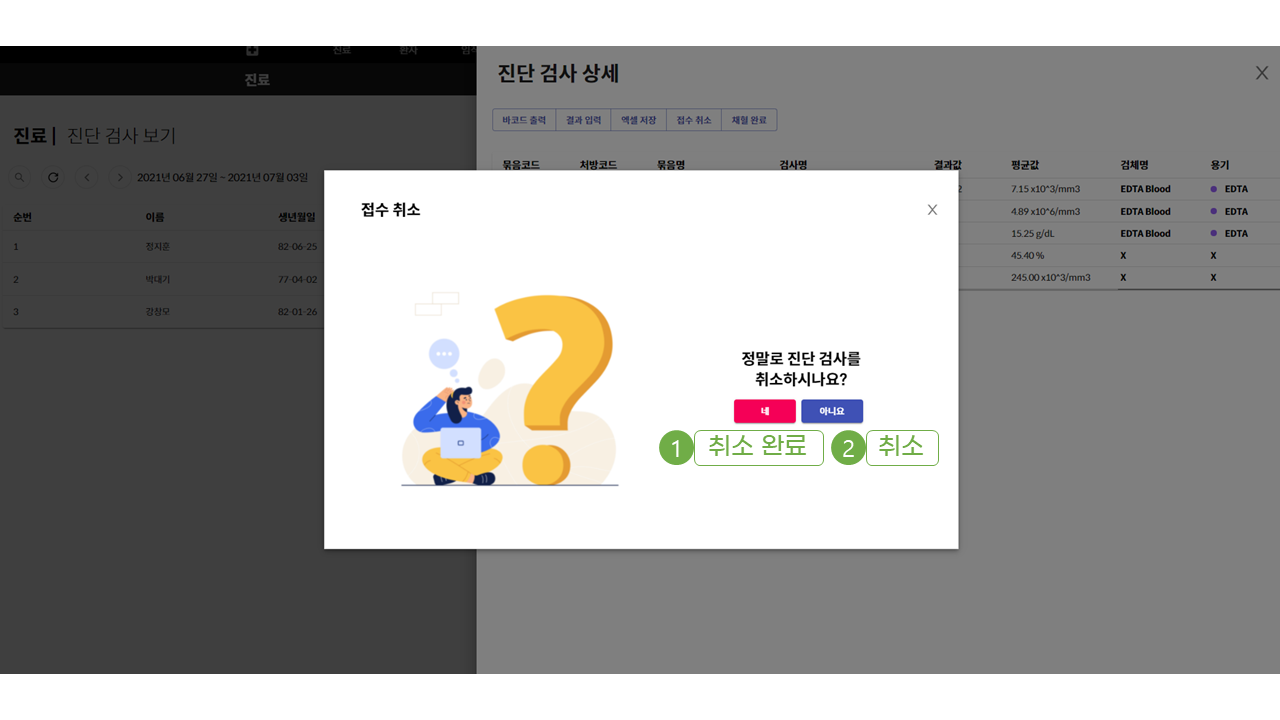 진료 환자
진료
진단 검사 상세
X
바코드 출력 결과 입력 엑셀 저장 접수 취소 채혈 완료
진료 | 진단 검사 보기
2021년 06월 27일 ~ 2021년 07월 03일
순번 이름 생년월일
1 정지훈 82-06-25
2 박대기 77-04-02
3 강창모 82-01-26
묶음코드 처방코드 묶음명 검사명 결과값 평균값 검체명 용기
2 7.15 x10^3/mm3 EDTA Blood EDTA
4.89 x10^6/mm3 EDTA Blood EDTA
15.25 g/dL EDTA Blood EDTA
45.40 % X X
245.00 x10^3/mm3 X X
접수 취소
X
정말로 진단 검사를
취소하시나요?
네 아니요
1 취소 완료 2 취소